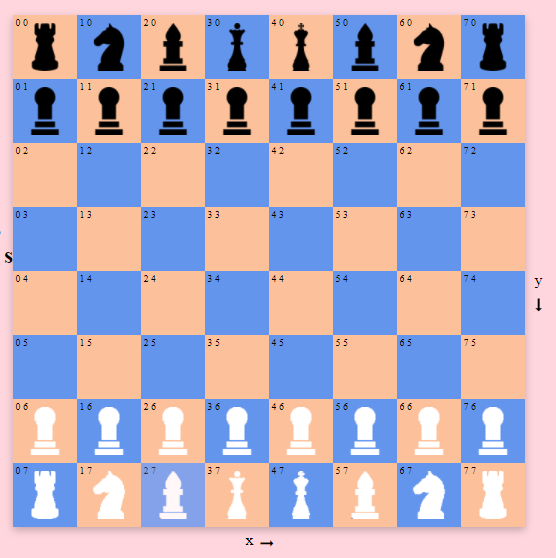 0 0 1 0 2 0 3 0 4 0 5 0 6 0 7 0
0 1 1 1 2 1 3 1 4 1 5 1 6 1 7 1
0 2 1 2 2 2 3 2 4 2 5 2 6 2 7 2
0 3 1 3 2 3 3 3 4 3 5 3 6 3 7 3
s
0 4 1 4 2 4 3 4 4 4 5 4 6 4 7 4
y
↓
0 5 1 5 2 5 3 5 4 5 5 5 6 5 7 5
0 6 1 6 2 6 3 6 4 6 5 6 6 6 7 6
0 7 1 7 2 7 3 7 4 7 5 7 6 7 7 7
x →